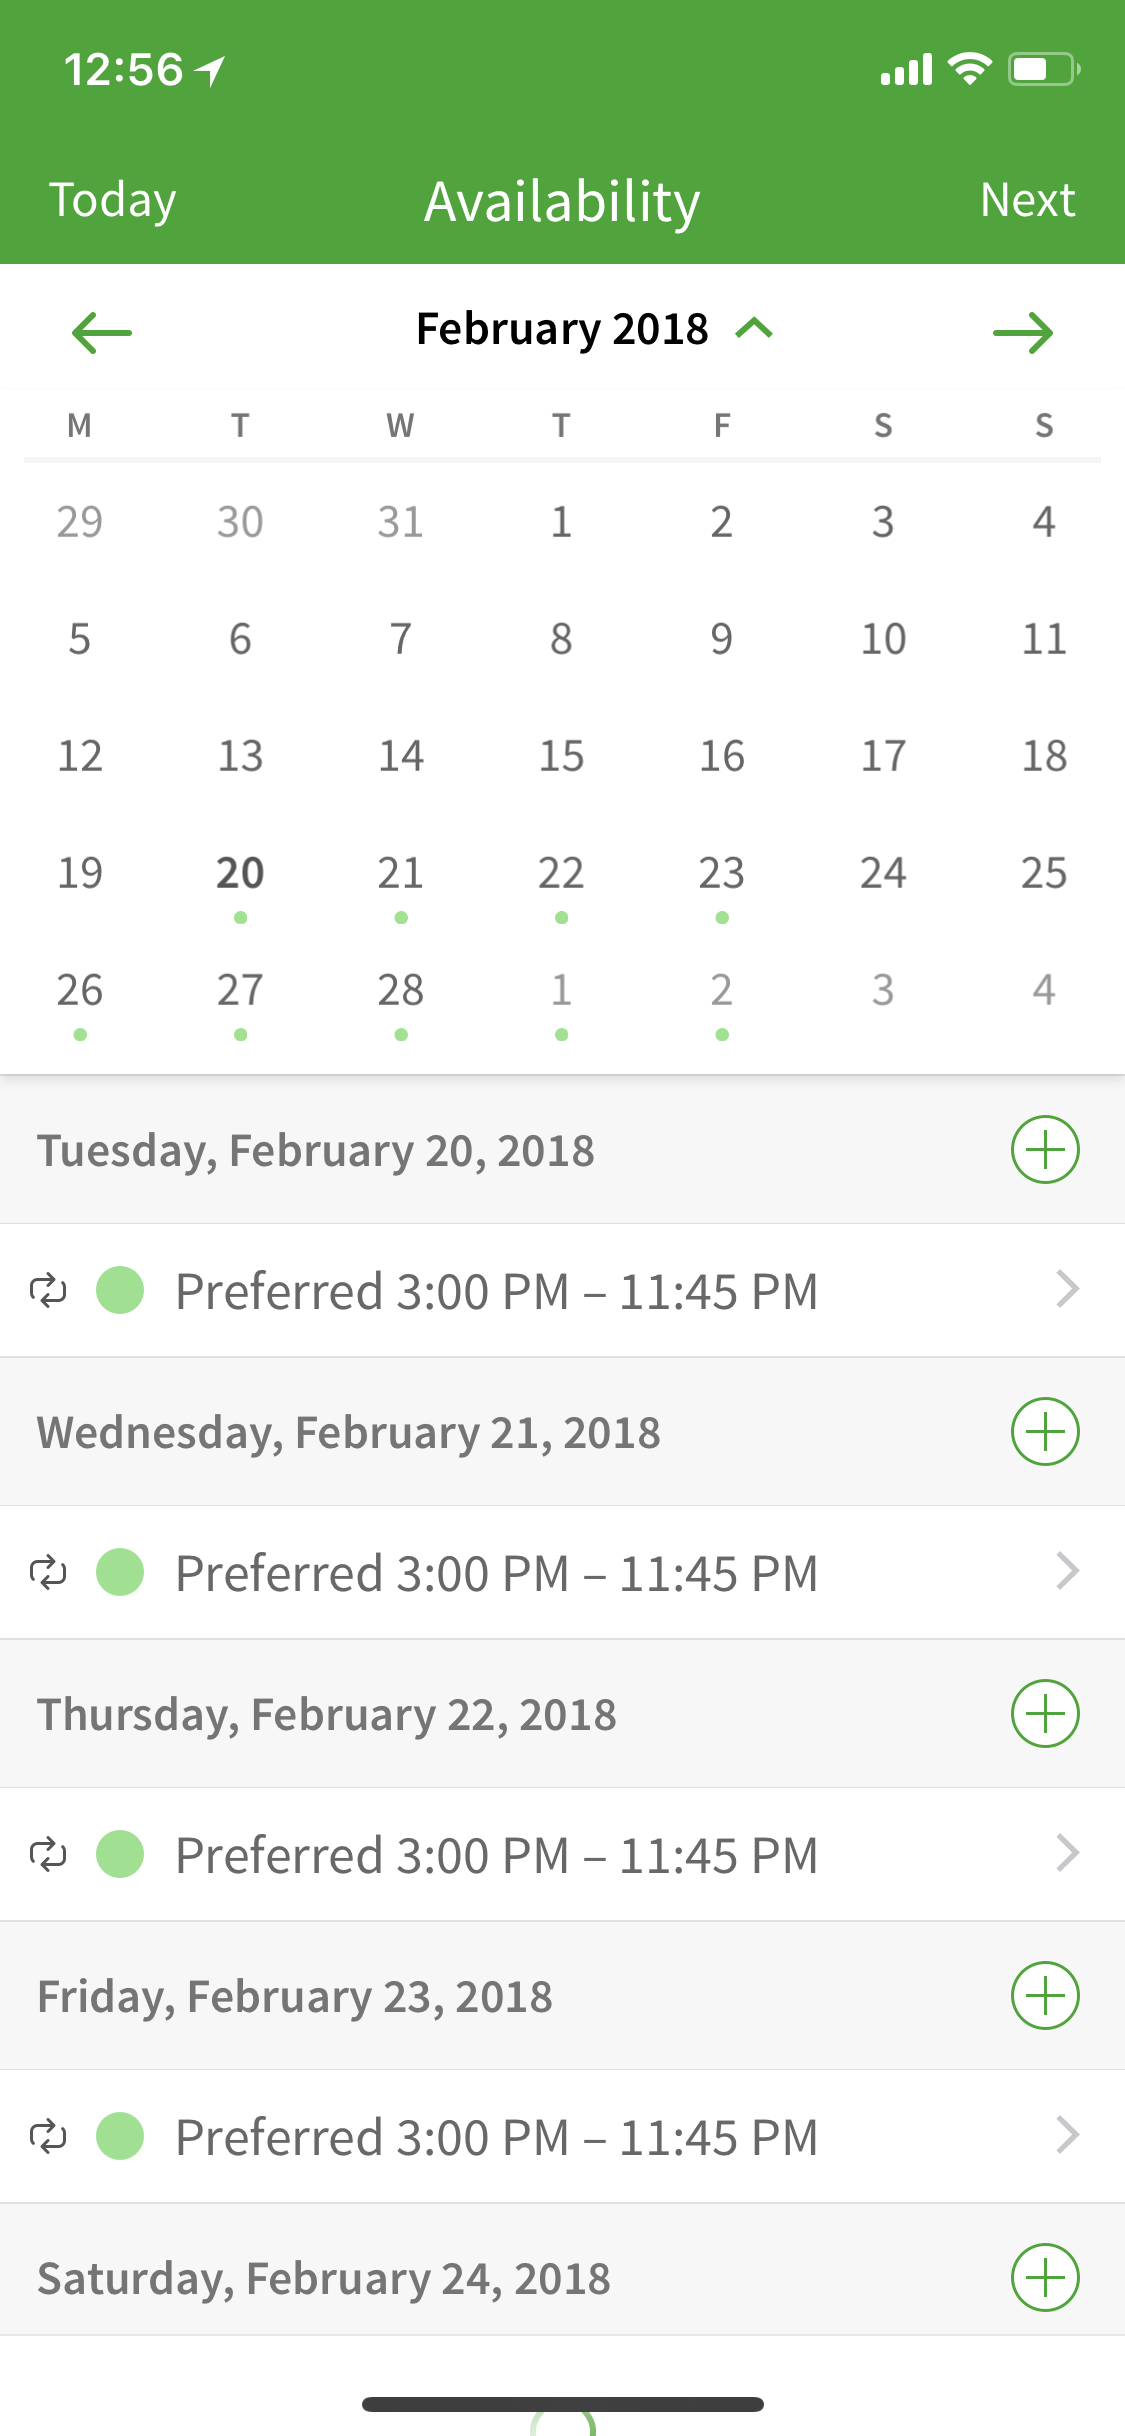 12:56
Today Availability Next
February 2018
M T W T F S S
29 30 31 1 2 3 4
5 6 7 8 9 10 11
12 13 14 15 16 17 18
19 20 21 22 23 24 25
26 27 28 1 2 3 4
Tuesday, February 20, 2018
Preferred 3:00 PM – 11:45 PM
Wednesday, February 21, 2018
Preferred 3:00 PM – 11:45 PM
Thursday, February 22, 2018
Preferred 3:00 PM – 11:45 PM
Friday, February 23, 2018
Preferred 3:00 PM – 11:45 PM
Saturday, February 24, 2018